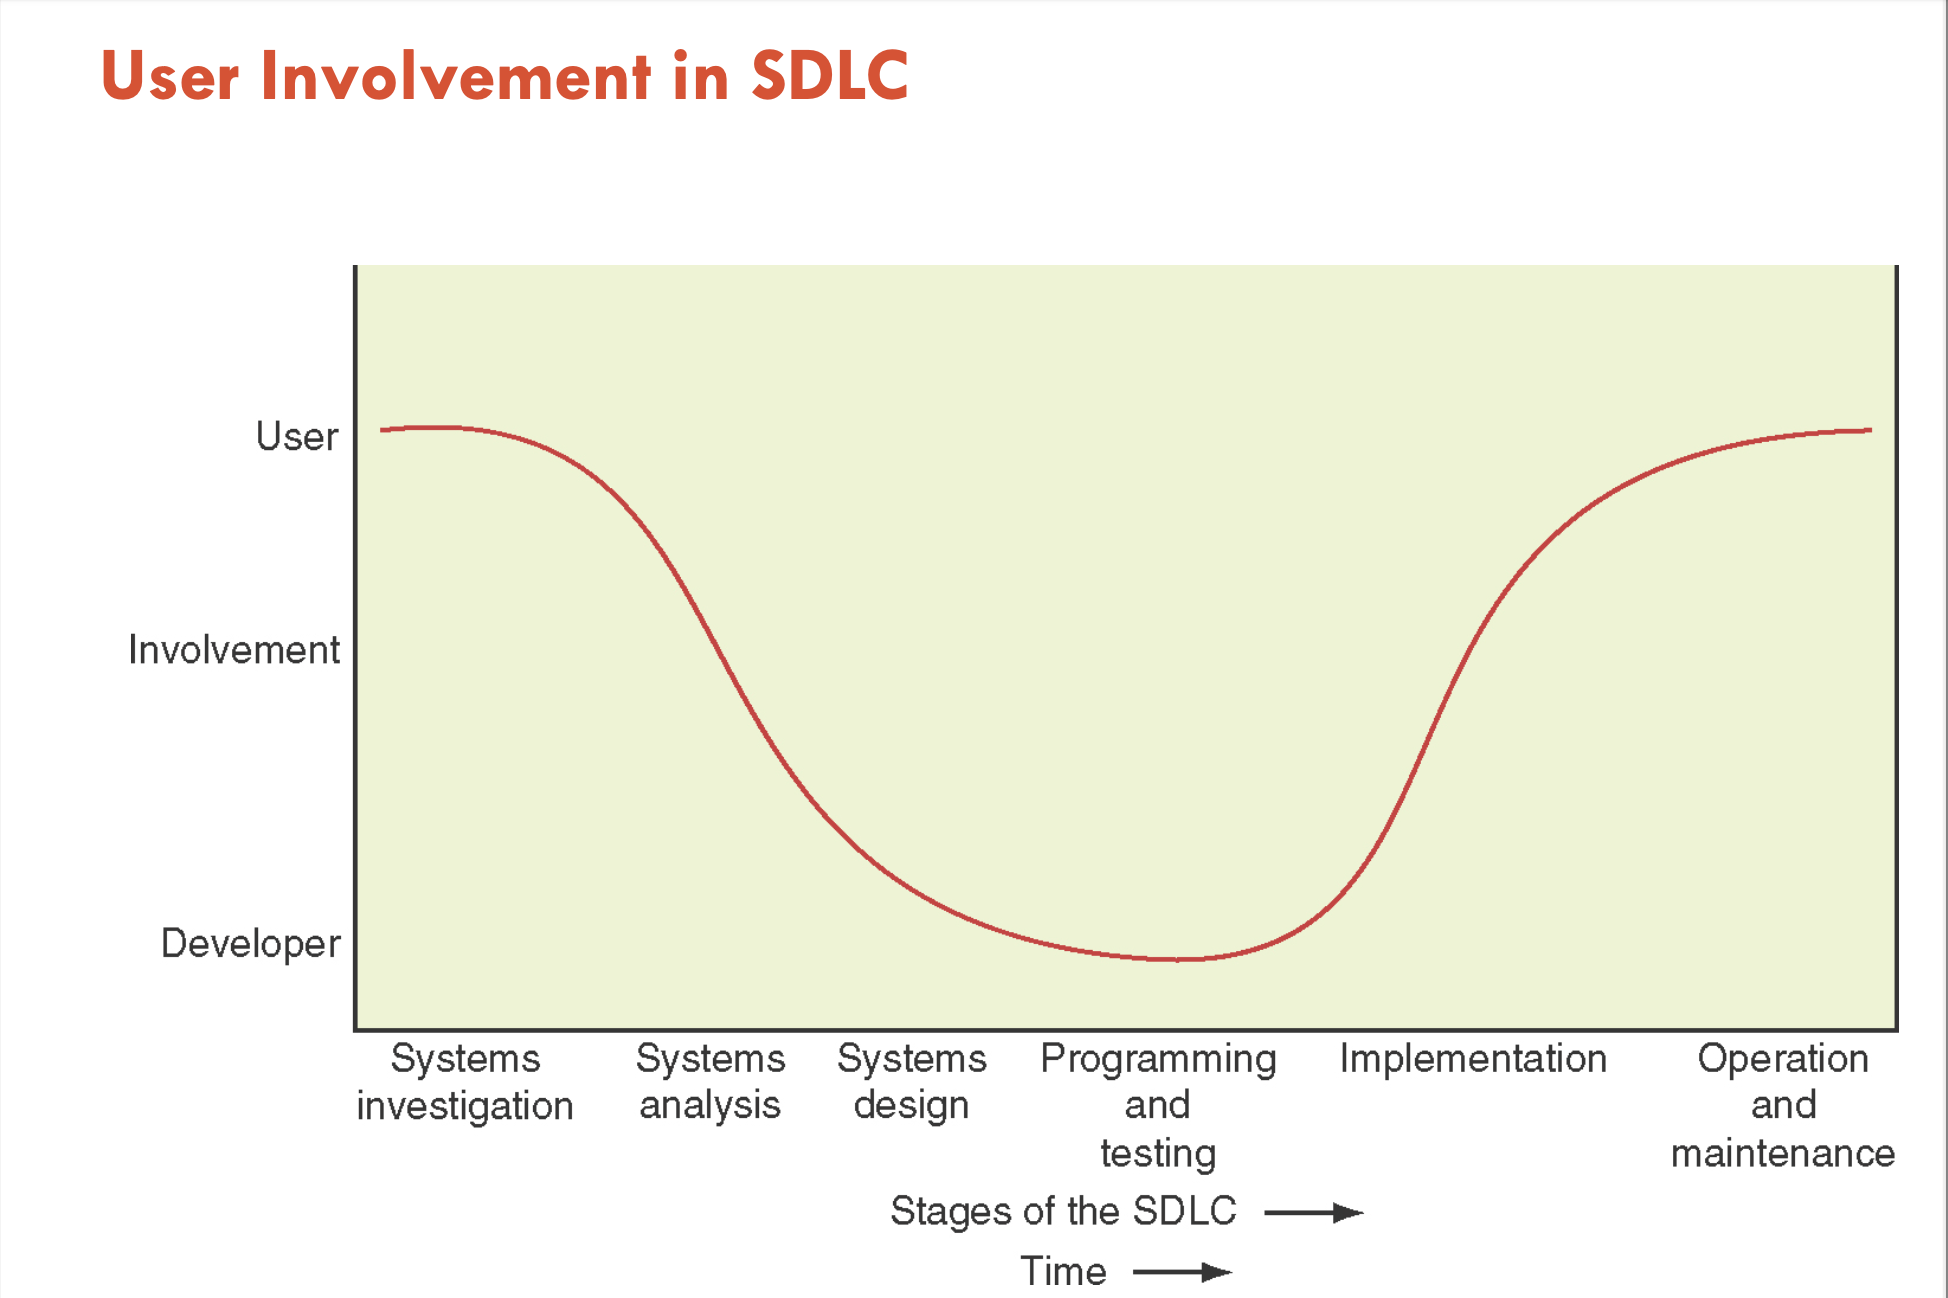 User Involvement in SDLC
User
Involvement
Developer
Systems investigation
Systems analysis
Systems design
Programming and testing
Implementation
Operation and maintenance
Stages of the SDLC
Time